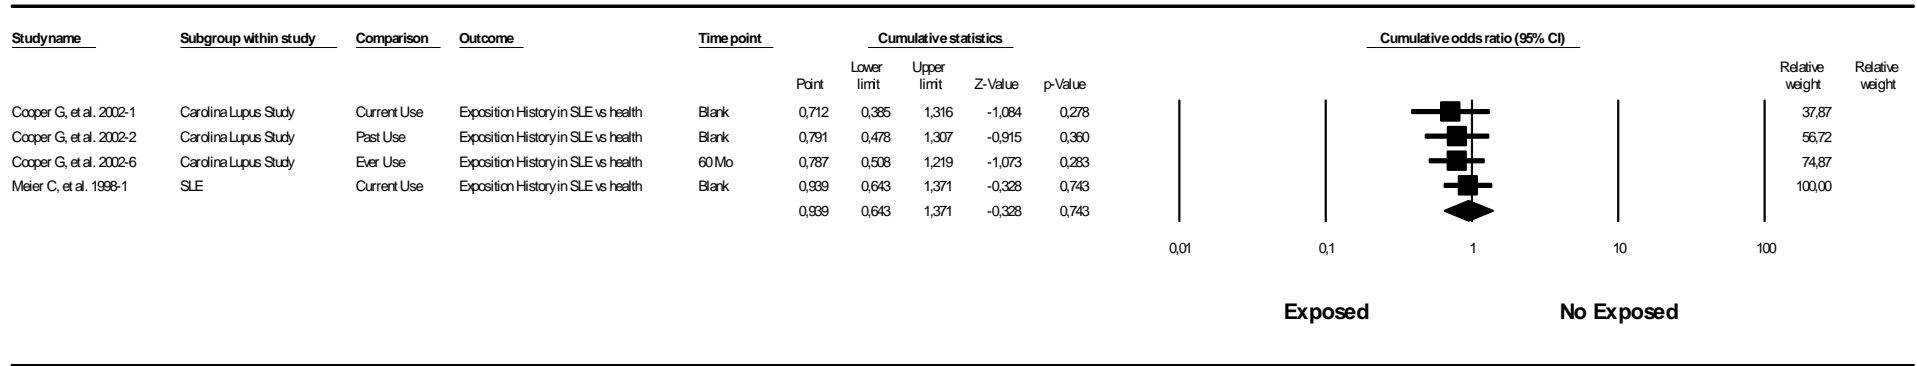 Study name Subgroup within study Comparison Outcome Time point Cumulative statistics Cumulative odds ratio (95% CI)
Lower Upper Relative Relative
Point limit limit Z-Value p-Value weight weight
Cooper G, et al. 2002-1 Carolina Lupus Study Current Use Exposition History in SLE vs health Blank 0,712 0,385 1,316 -1,084 0,278 37,87
Cooper G, et al. 2002-2 Carolina Lupus Study Past Use Exposition History in SLE vs health Blank 0,791 0,478 1,307 -0,915 0,360 56,72
Cooper G, et al. 2002-6 Carolina Lupus Study Ever Use Exposition History in SLE vs health 60 Mo 0,787 0,508 1,219 -1,073 0,283 74,87
Meier C, et al. 1998-1 SLE Current Use Exposition History in SLE vs health Blank 0,939 0,643 1,371 -0,328 0,743 100,00
0,939 0,643 1,371 -0,328 0,743
0,01 0,1 1 10 100
Exposed No Exposed